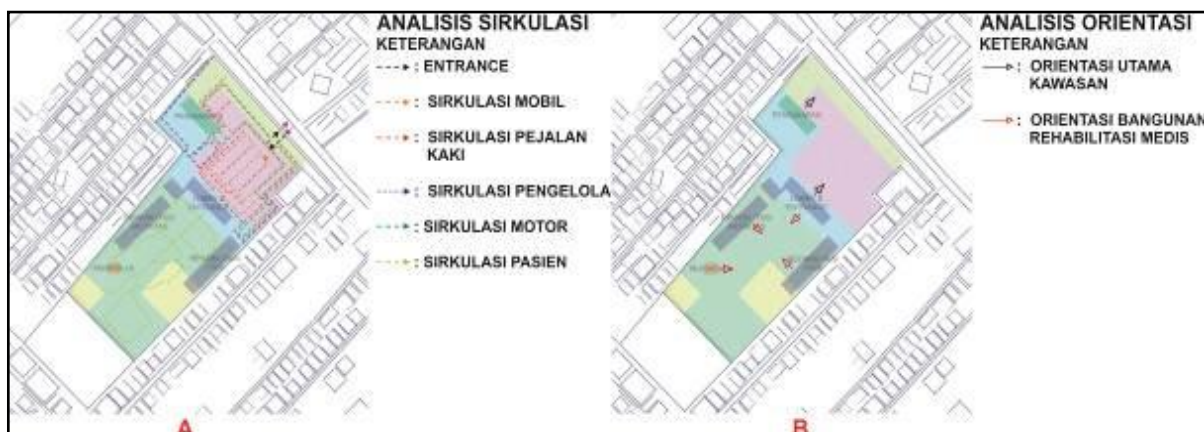 ANALISIS SIRKULASI
KETERANGAN
: ENTRANCE
: SIRKULASI MOBIL
: SIRKULASI PEJALAN
KAKI
: SIRKULASI PENGELOLA
: SIRKULASI MOTOR
: SIRKULASI PASIEN
A
ANALISIS ORIENTASI
KETERANGAN
: ORIENTASI UTAMA
KAWASAN
: ORIENTASI BANGUNAN
REHABILITASI MEDIS
B